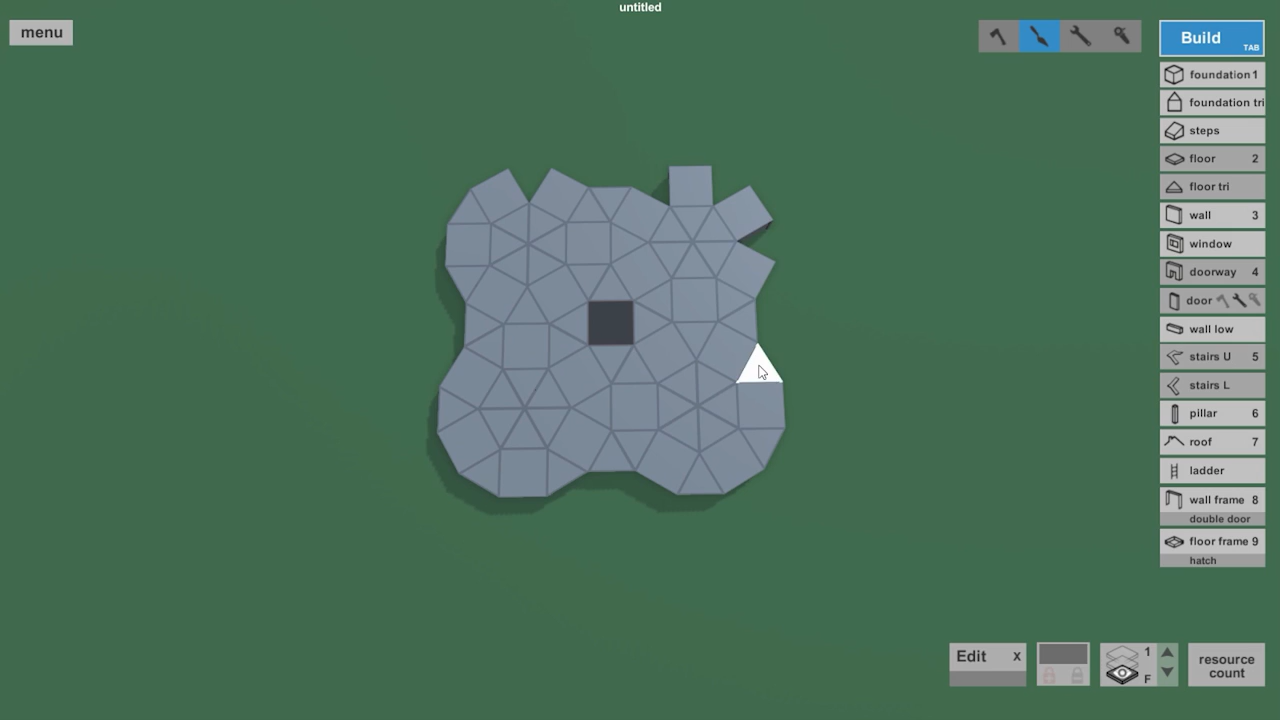 untitled
menu
Build
TAB
foundation 1
foundation tri
steps
floor 2
floor tri
wall 3
window
doorway 4
door
wall low
stairs U 5
stairs L
pillar 6
roof 7
ladder
wall frame 8
double door
floor frame 9
hatch
Edit X
1
F
resource
count